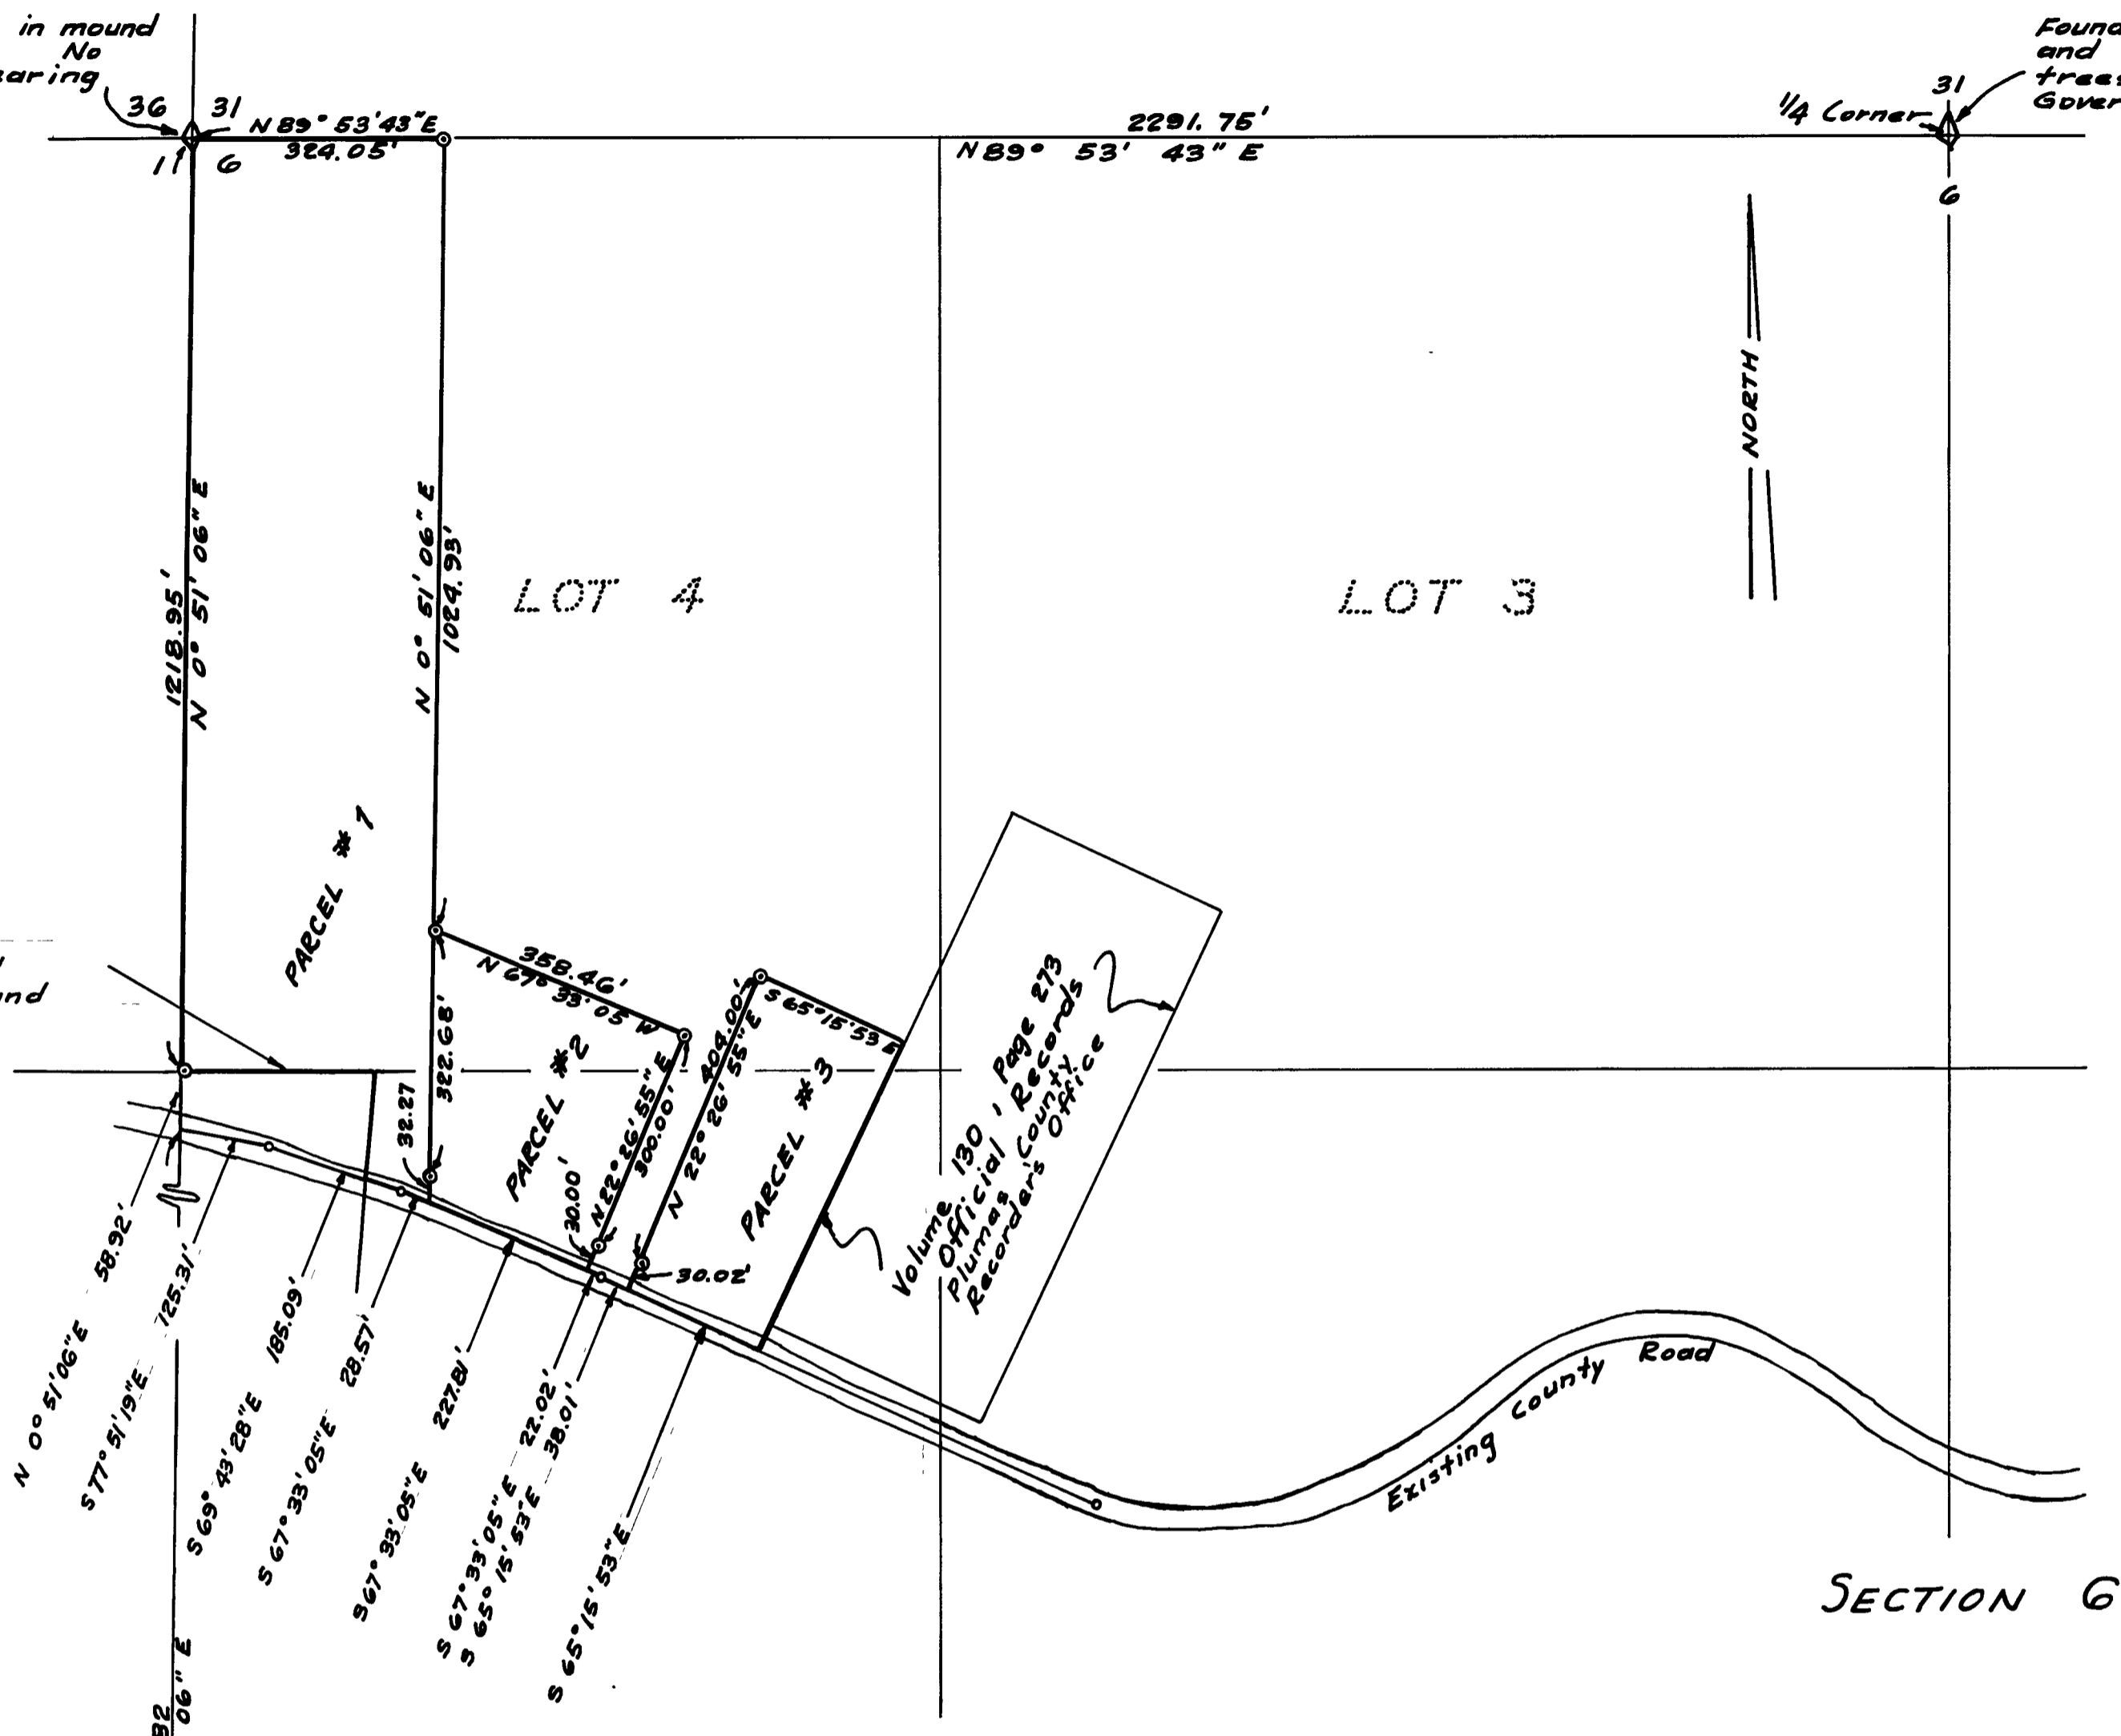 in mound
No
earing
36
31
1
6
N 89° 53' 43" E
324.05'
2291.75'
N 89° 53' 43" E
1/4 Corner
31
6
Found
and
trees
Gover
NORTH
1218.95'
N 0° 51' 06" E
N 0° 51' 06" E
1024.93'
LOT 4
LOT 3
PARCEL # 1
and
322.68'
32.27
358.46'
N 67° 33' 05 W
PARCEL # 2
30.00'
N 22° 26' 55" E
300.00'
404.00'
N 22° 26' 55" E
S 65° 15' 53 E
PARCEL # 3
30.02'
Volume 130 , Page 273
Official Records
Plumas County
Recorder's Office
N 0° 51' 06" E 58.92'
S 77° 51' 19" E 125.31'
S 69° 43' 28" E 185.09'
S 67° 33' 05" E 28.57'
S 67° 33' 05" E 227.81'
S 67° 33' 05" E 22.02'
S 65° 15' 53" E 38.01'
S 65° 15' 53" E
Existing County Road
SECTION 6
06" E